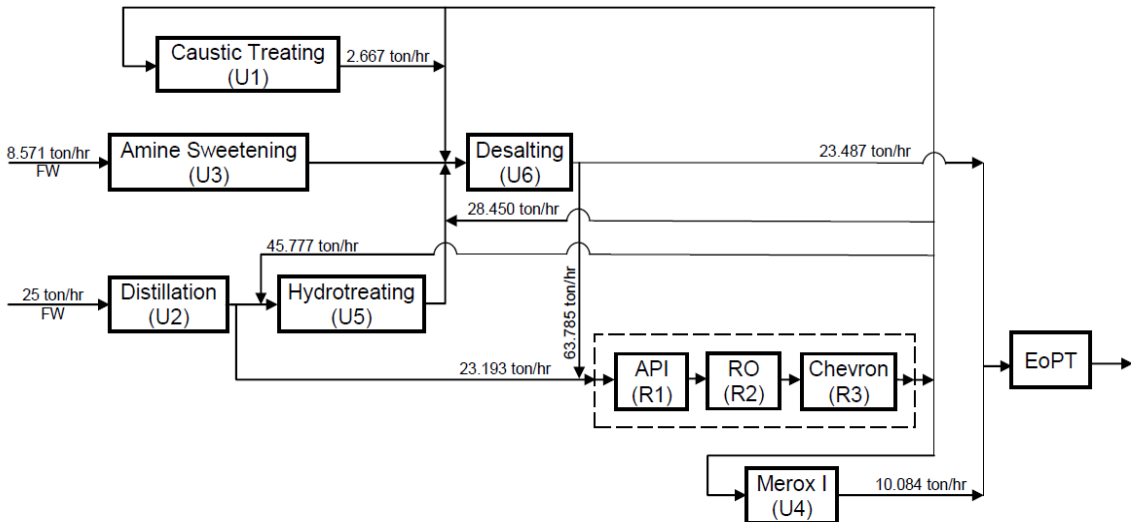 Caustic Treating
(U1)
2.667 ton/hr
8.571 ton/hr
FW
Amine Sweetening
(U3)
Desalting
(U6)
23.487 ton/hr
28.450 ton/hr
45.777 ton/hr
25 ton/hr
FW
Distillation
(U2)
Hydrotreating
(U5)
63.785 ton/hr
23.193 ton/hr
API
(R1)
RO
(R2)
Chevron
(R3)
EoPT
Merox I
(U4)
10.084 ton/hr